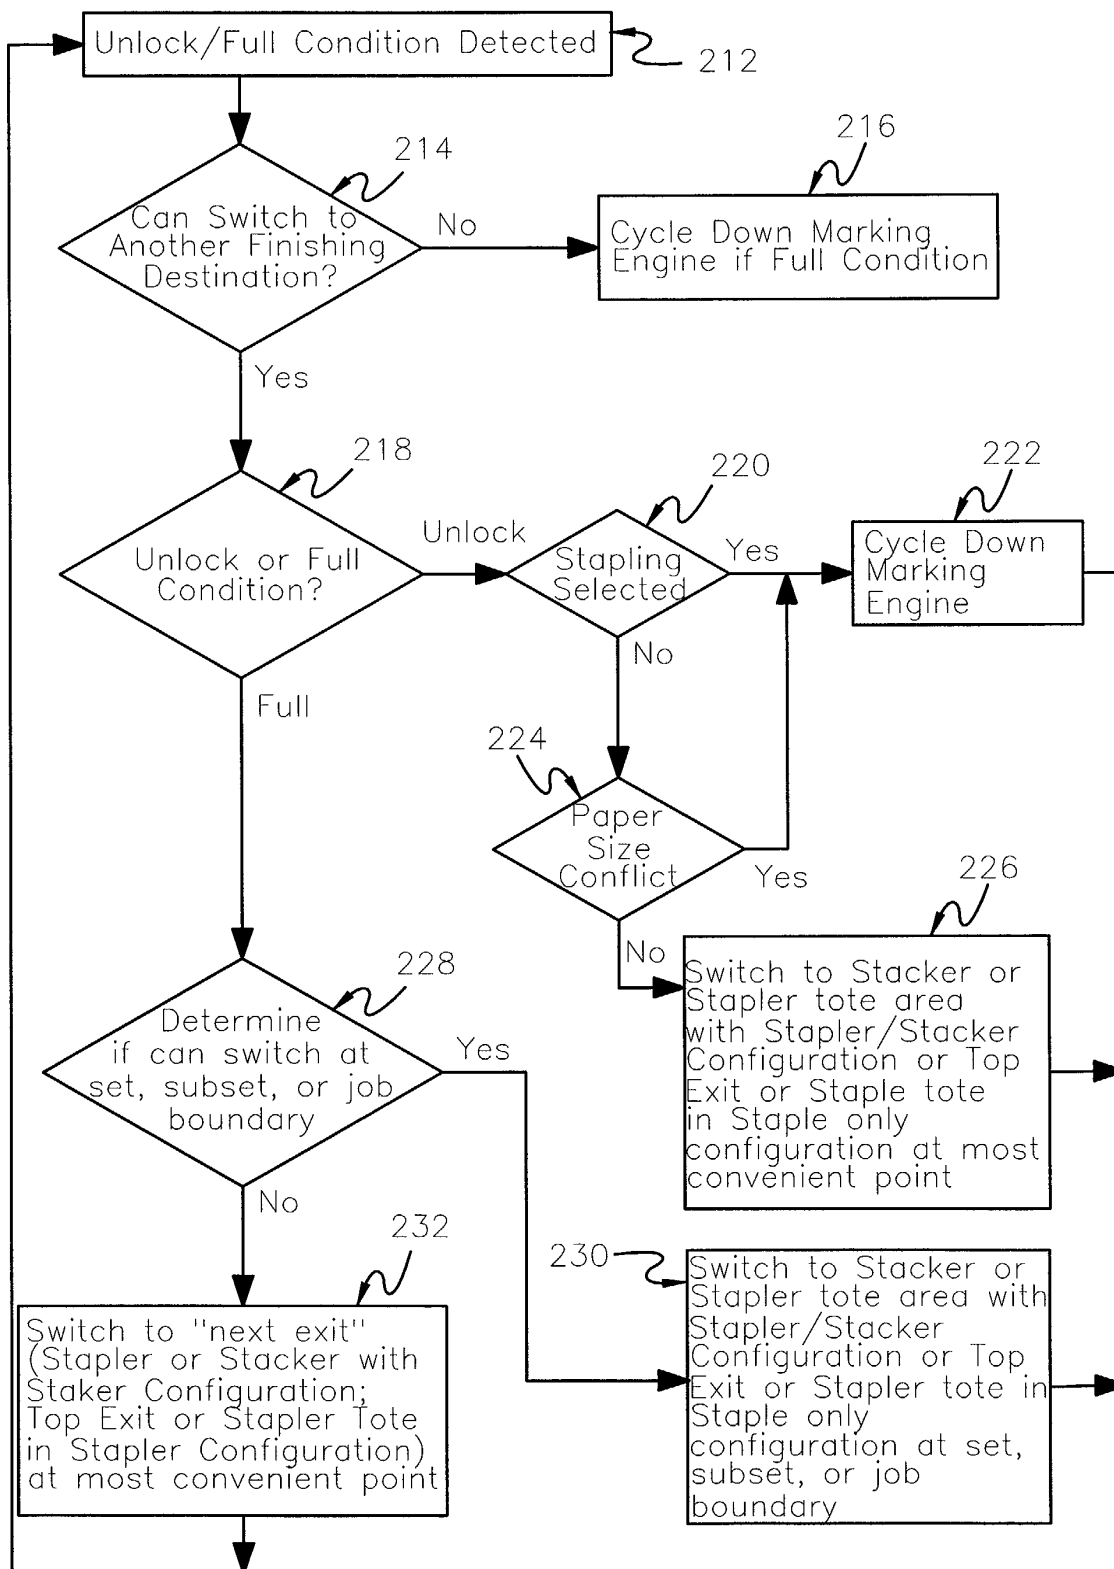 Unlock/Full Condition Detected
212
214
Can Switch to
Another Finishing
Destination?
No
216
Cycle Down Marking
Engine if Full Condition
Yes
218
Unlock or Full
Condition?
Unlock
220
Stapling
Selected
Yes
222
Cycle Down
Marking
Engine
No
Full
224
Paper
Size
Conflict
Yes
No
226
Switch to Stacker or
Stapler tote area
with Stapler/Stacker
Configuration or Top
Exit or Staple tote
in Staple only
configuration at most
convenient point
228
Determine
if can switch at
set, subset, or job
boundary
Yes
No
230
Switch to Stacker or
Stapler tote area with
Stapler/Stacker
Configuration or Top
Exit or Stapler tote in
Staple only
configuration at set,
subset, or job
boundary
232
Switch to "next exit"
(Stapler or Stacker with
Staker Configuration;
Top Exit or Stapler Tote
in Stapler Configuration)
at most convenient point